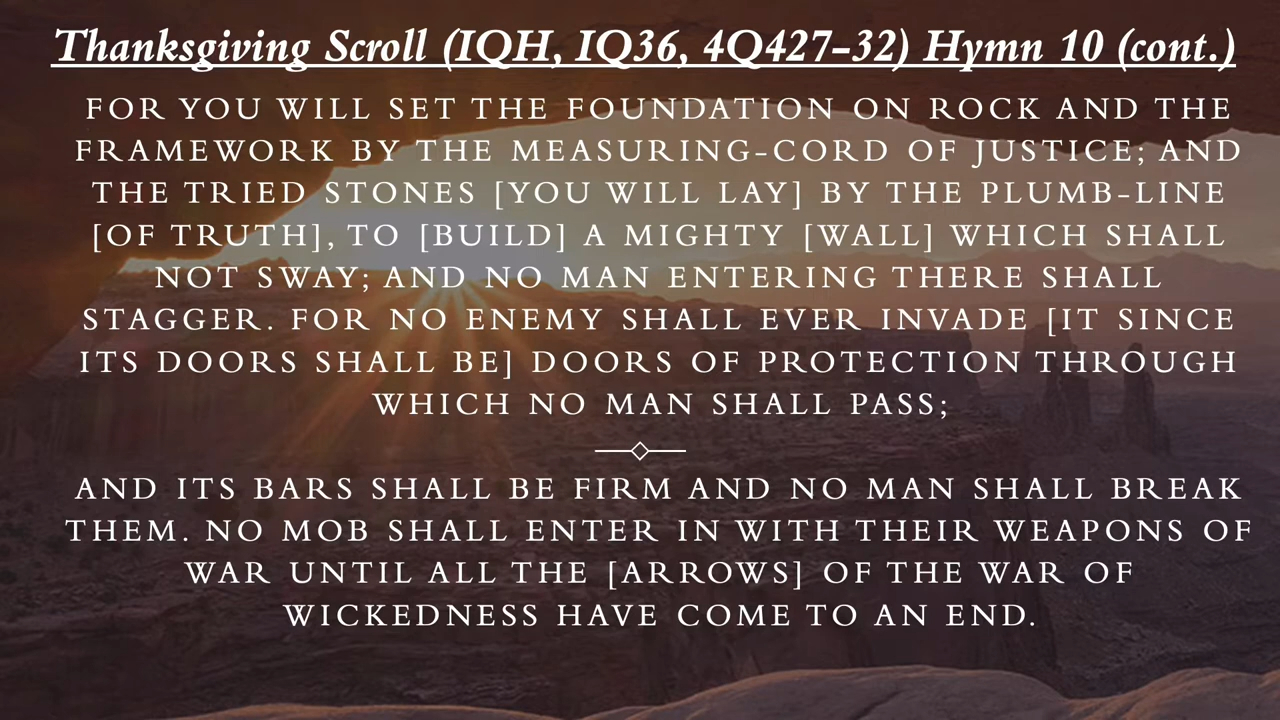 Thanksgiving Scroll (IQH, IQ36, 4Q427-32) Hymn 10 (cont.)
FOR YOU WILL SET THE FOUNDATION ON ROCK AND THE
FRAMEWORK BY THE MEASURING-CORD OF JUSTICE; AND
THE TRIED STONES [YOU WILL LAY] BY THE PLUMB-LINE
[OF TRUTH], TO [BUILD] A MIGHTY [WALL] WHICH SHALL
NOT SWAY; AND NO MAN ENTERING THERE SHALL
STAGGER. FOR NO ENEMY SHALL EVER INVADE [IT SINCE
ITS DOORS SHALL BE] DOORS OF PROTECTION THROUGH
WHICH NO MAN SHALL PASS;
AND ITS BARS SHALL BE FIRM AND NO MAN SHALL BREAK
THEM. NO MOB SHALL ENTER IN WITH THEIR WEAPONS OF
WAR UNTIL ALL THE [ARROWS] OF THE WAR OF
WICKEDNESS HAVE COME TO AN END.